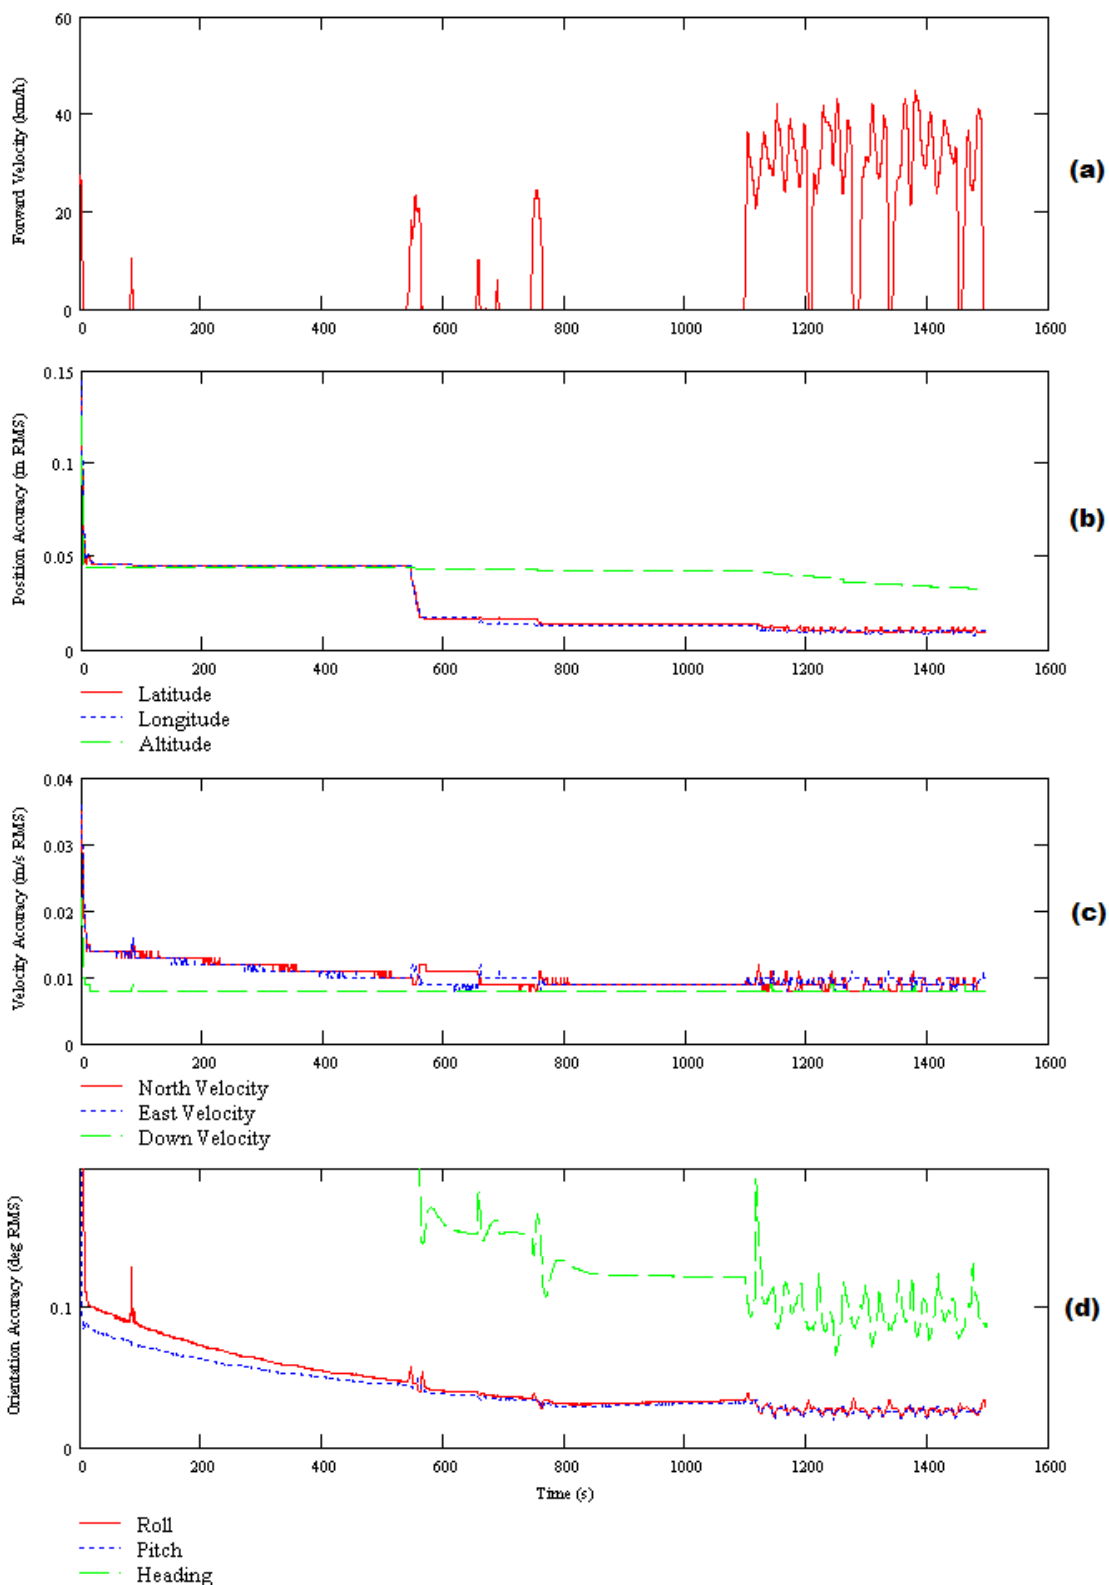 60
40
20
0
Forward Velocity (km/h)
0 200 400 600 800 1000 1200 1400 1600
(a)
0.15
0.1
0.05
0
Position Accuracy (m RMS)
0 200 400 600 800 1000 1200 1400 1600
(b)
Latitude
Longitude
Altitude
0.04
0.03
0.02
0.01
0
Velocity Accuracy (m/s RMS)
0 200 400 600 800 1000 1200 1400 1600
(c)
North Velocity
East Velocity
Down Velocity
0.1
0
Orientation Accuracy (deg RMS)
0 200 400 600 800 1000 1200 1400 1600
Time (s)
(d)
Roll
Pitch
Heading